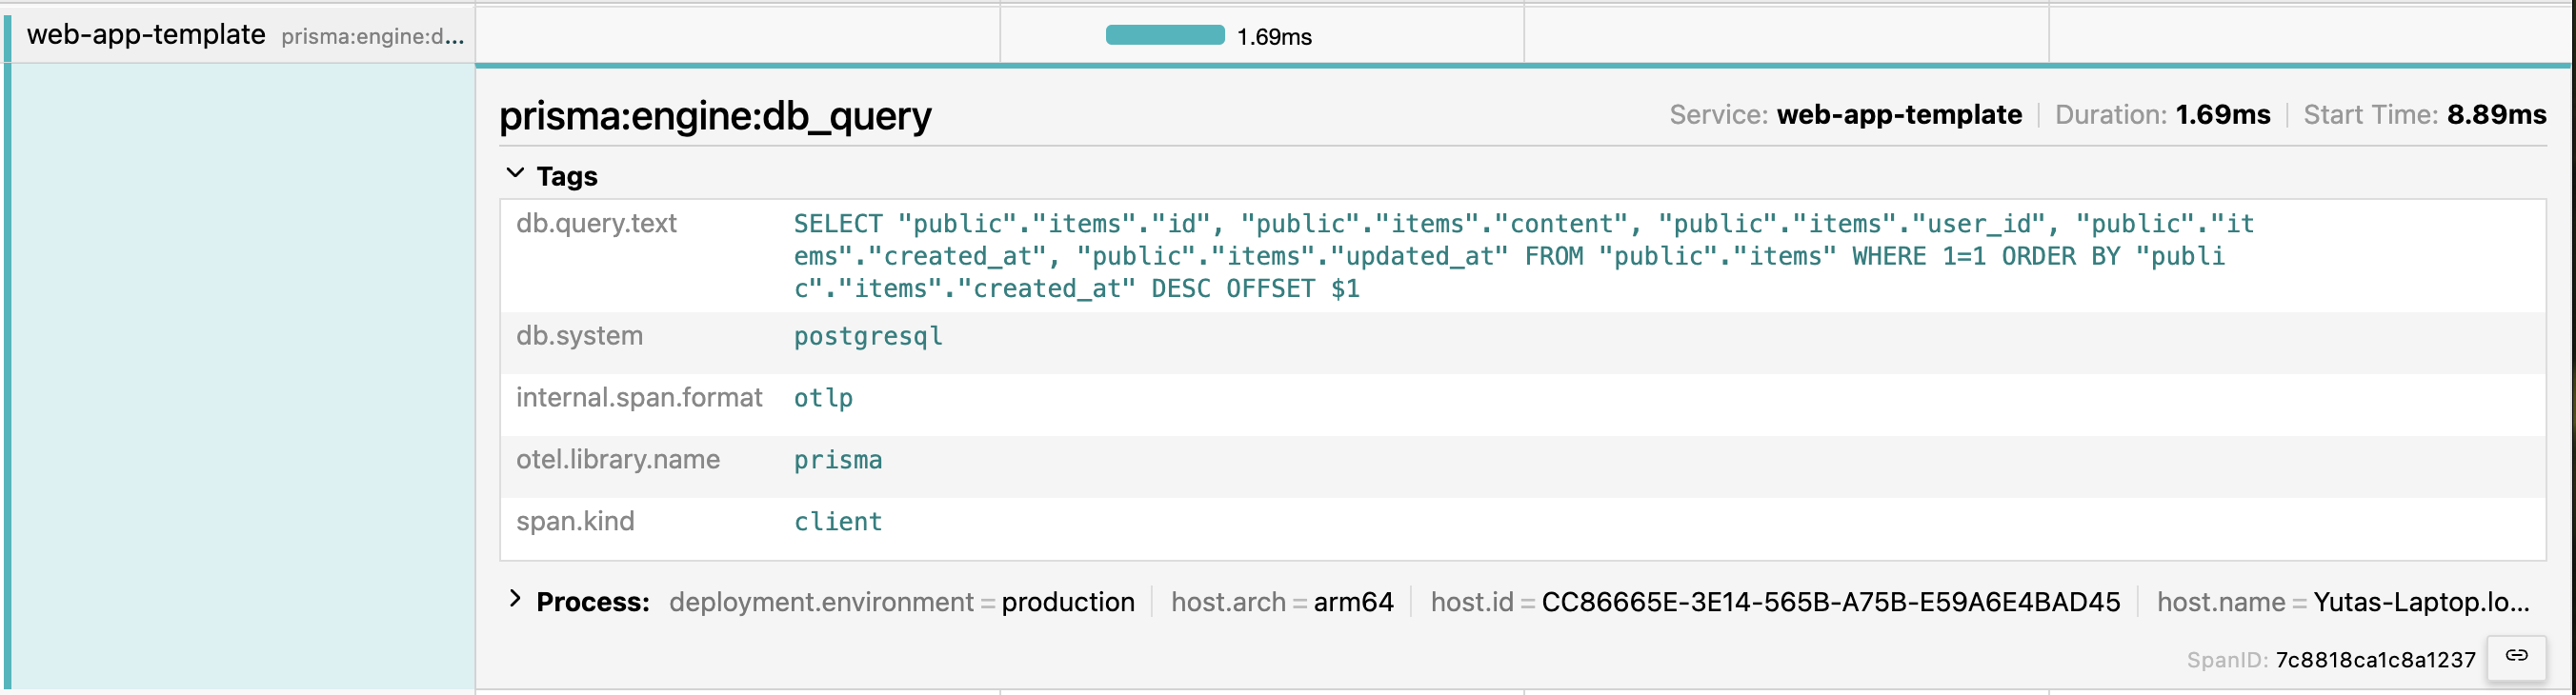 web-app-template prisma:engine:d... 1.69ms
prisma:engine:db_query Service: web-app-template Duration: 1.69ms Start Time: 8.89ms
Tags
db.query.text SELECT "public"."items"."id", "public"."items"."content", "public"."items"."user_id", "public"."it
ems"."created_at", "public"."items"."updated_at" FROM "public"."items" WHERE 1=1 ORDER BY "publi
c"."items"."created_at" DESC OFFSET $1
db.system postgresql
internal.span.format otlp
otel.library.name prisma
span.kind client
Process: deployment.environment = production host.arch = arm64 host.id = CC86665E-3E14-565B-A75B-E59A6E4BAD45 host.name = Yutas-Laptop.lo...
SpanID: 7c8818ca1c8a1237